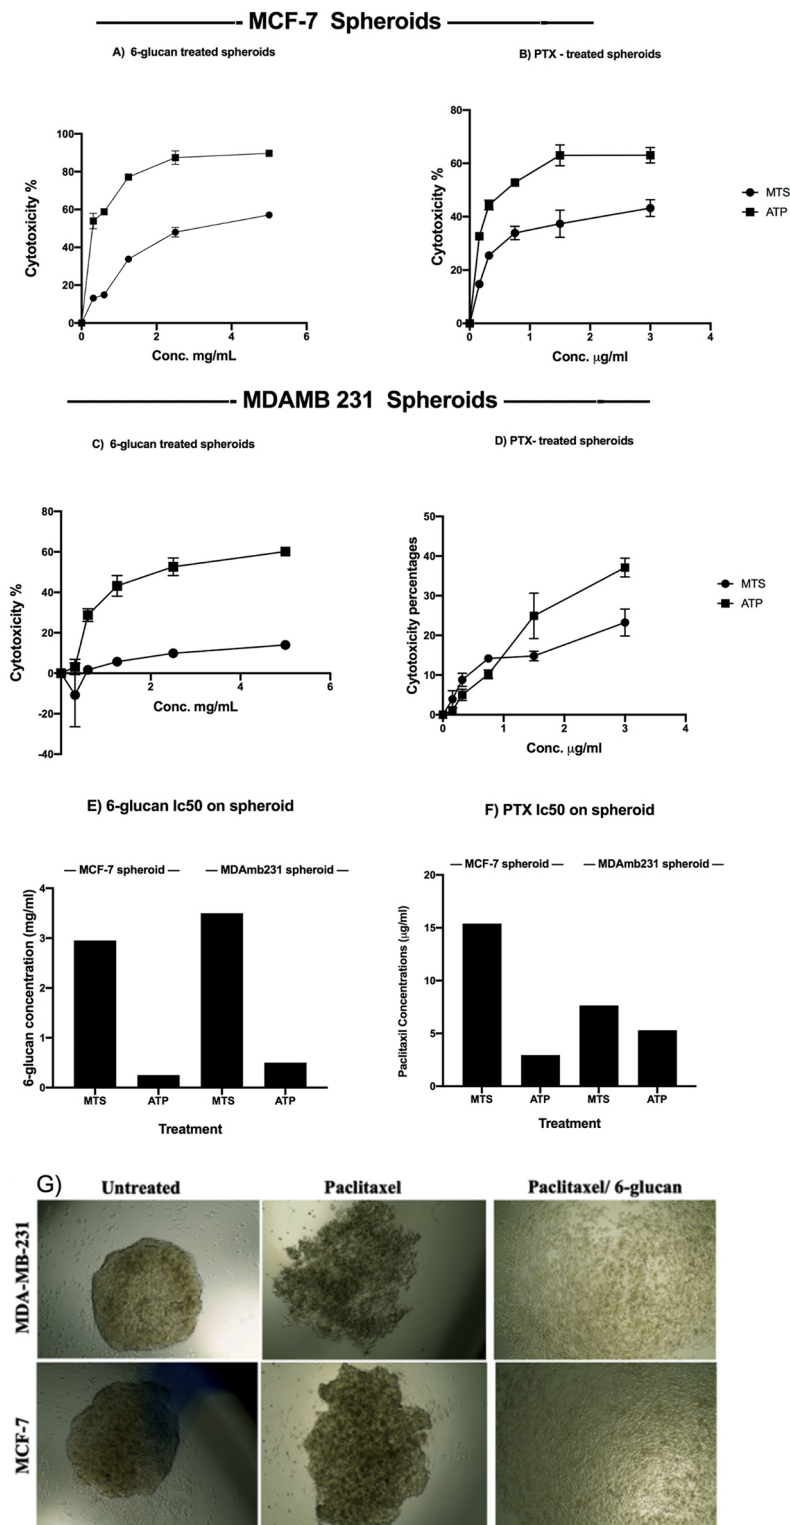 MCF-7 Spheroids
A) 6-glucan treated spheroids
B) PTX - treated spheroids
100
80
60
40
20
0
Cytotoxicity %
0 2 4 6
Conc. mg/mL
80
60
40
20
0
Cytotoxicity %
0 1 2 3 4
Conc. μg/ml
MTS
ATP
MDAMB 231 Spheroids
C) 6-glucan treated spheroids
D) PTX- treated spheroids
80
60
40
20
0
-20
-40
Cytotoxicity %
2 4 6
Conc. mg/mL
50
40
30
20
10
0
Cytotoxicity percentages
0 1 2 3 4
Conc. μg/ml
MTS
ATP
E) 6-glucan Ic50 on spheroid
F) PTX Ic50 on spheroid
MCF-7 spheroid
MDAmb231 spheroid
4
3
2
1
0
6-glucan concentration (mg/ml)
MTS ATP MTS ATP
Treatment
MCF-7 spheroid
MDAmb231 spheroid
20
15
10
5
0
Paclitaxil Concentrations (μg/ml)
MTS ATP MTS ATP
Treatment
G)
Untreated
Paclitaxel
Paclitaxel/ 6-glucan
MDA-MB-231
MCF-7